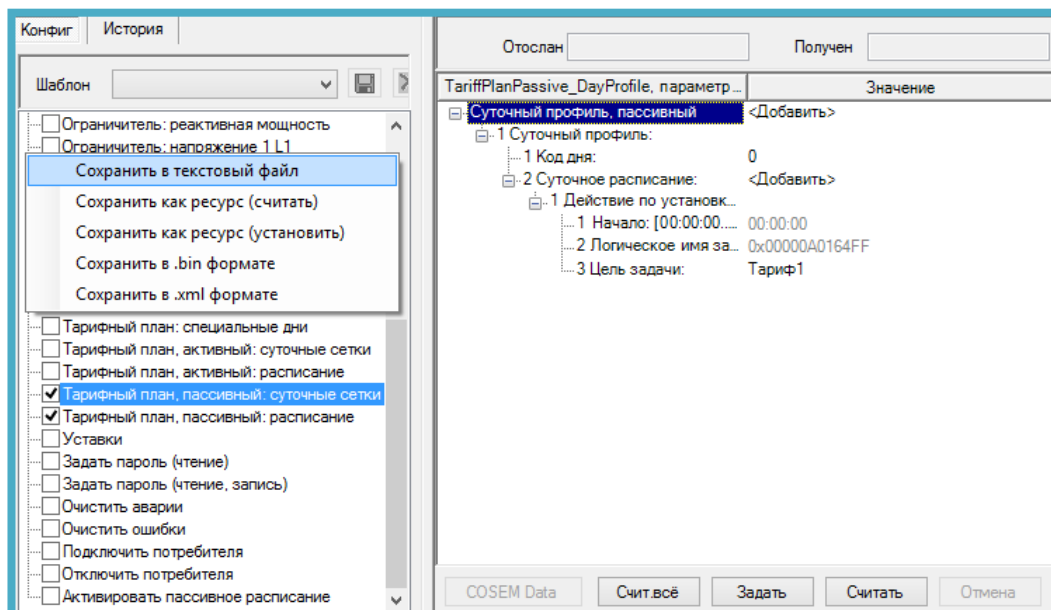 Конфиг История
Шаблон
Ограничитель: реактивная мощность
Ограничитель: напряжение 1 L1
Сохранить в текстовый файл
Сохранить как ресурс (считать)
Сохранить как ресурс (установить)
Сохранить в .bin формате
Сохранить в .xml формате
Тарифный план: специальные дни
Тарифный план, активный: суточные сетки
Тарифный план, активный: расписание
Тарифный план, пассивный: суточные сетки
Тарифный план, пассивный: расписание
Уставки
Задать пароль (чтение)
Задать пароль (чтение, запись)
Очистить аварии
Очистить ошибки
Подключить потребителя
Отключить потребителя
Активировать пассивное расписание
Отослан Получен
TariffPlanPassive_DayProfile, параметр... Значение
Суточный профиль, пассивный <Добавить>
1 Суточный профиль:
1 Код дня: 0
2 Суточное расписание: <Добавить>
1 Действие по установк...
1 Начало: [00:00:00..... 00:00:00
2 Логическое имя за... 0x00000A0164FF
3 Цель задачи: Тариф1
COSEM Data Счит.всё Задать Считать Отмена